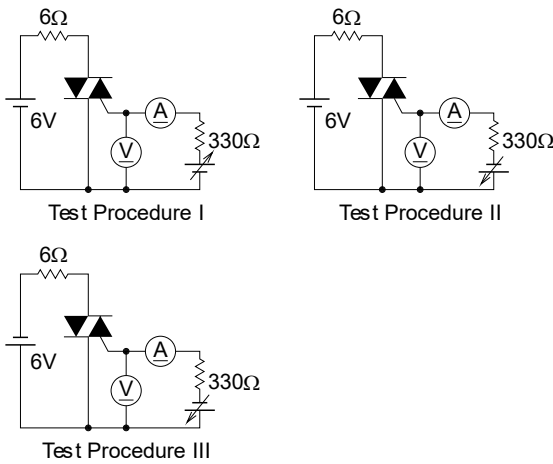 6Ω
A
330Ω
6V
V
Test Procedure I
6Ω
A
330Ω
6V
V
Test Procedure II
6Ω
A
330Ω
6V
V
Test Procedure III